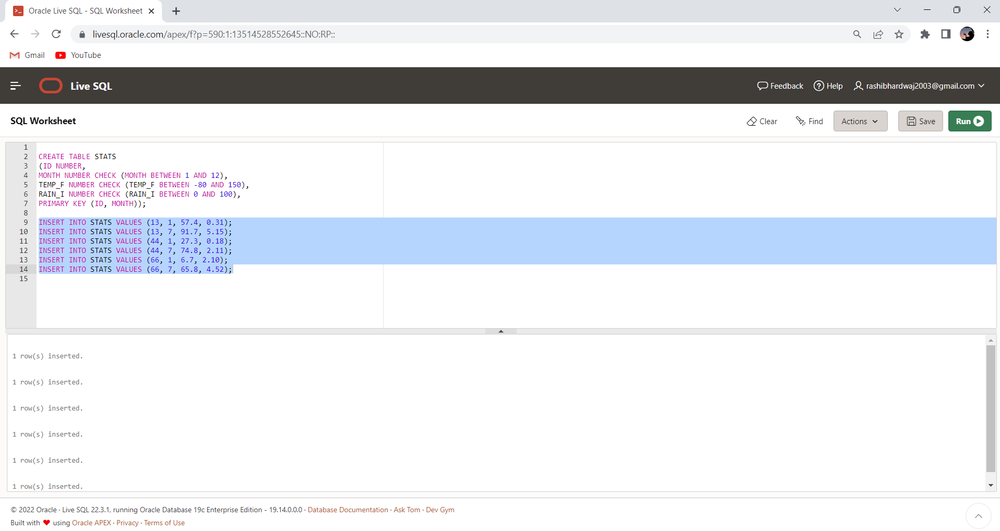 Oracle Live SQL - SQL Worksheet
livesql.oracle.com/apex/f?p=590:1:13514528552645::NO:RP::
Gmail YouTube
Live SQL
Feedback Help rashibhardwaj2003@gmail.com
SQL Worksheet
Clear Find Actions Save Run
1
2 CREATE TABLE STATS
3 (ID NUMBER,
4 MONTH NUMBER CHECK (MONTH BETWEEN 1 AND 12),
5 TEMP_F NUMBER CHECK (TEMP_F BETWEEN -80 AND 150),
6 RAIN_I NUMBER CHECK (RAIN_I BETWEEN 0 AND 100),
7 PRIMARY KEY (ID, MONTH));
8
9 INSERT INTO STATS VALUES (13, 1, 57.4, 0.31);
10 INSERT INTO STATS VALUES (13, 7, 91.7, 5.15);
11 INSERT INTO STATS VALUES (44, 1, 27.3, 0.18);
12 INSERT INTO STATS VALUES (44, 7, 74.8, 2.11);
13 INSERT INTO STATS VALUES (66, 1, 6.7, 2.10);
14 INSERT INTO STATS VALUES (66, 7, 65.8, 4.52);
15
1 row(s) inserted.
1 row(s) inserted.
1 row(s) inserted.
1 row(s) inserted.
1 row(s) inserted.
1 row(s) inserted.
© 2022 Oracle · Live SQL 22.3.1, running Oracle Database 19c Enterprise Edition - 19.14.0.0.0 · Database Documentation · Ask Tom · Dev Gym
Built with ❤ using Oracle APEX · Privacy · Terms of Use